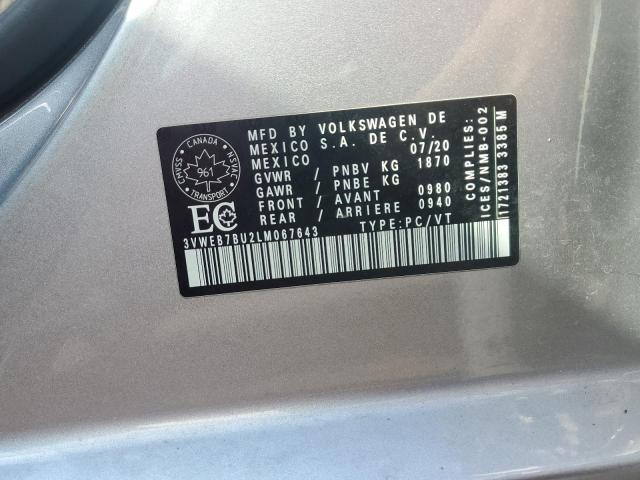 CANADA
CMVSS
NSVAC
961
TRANSPORT
EC
MFD BY VOLKSWAGEN DE
MEXICO S.A. DE C.V.
MEXICO 07/20
GVWR / PNBV KG 1870
GAWR / PNBE KG
FRONT / AVANT 0980
REAR / ARRIERE 0940
3VWEB7BU2LM067643 TYPE:PC/VT
COMPLIES:
ICES/NMB-002
1721383 3385 M